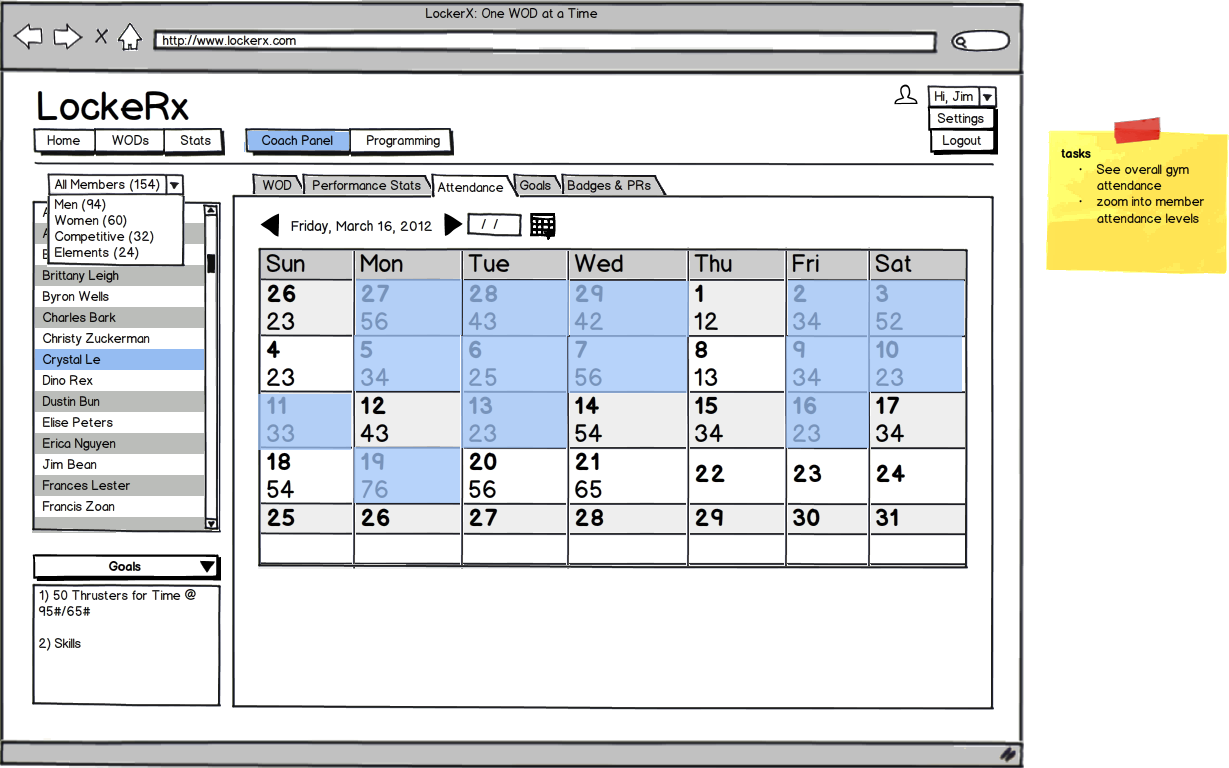 LockerX: One WOD at a Time
http://www.lockerx.com
LockeRx
Hi, Jim
Settings
Logout
Home WODs Stats Coach Panel Programming
tasks
· See overall gym
attendance
· zoom into member
attendance levels
All Members (154)
Men (94)
Women (60)
Competitive (32)
Elements (24)
Brittany Leigh
Byron Wells
Charles Bark
Christy Zuckerman
Crystal Le
Dino Rex
Dustin Bun
Elise Peters
Erica Nguyen
Jim Bean
Frances Lester
Francis Zoan
Goals
1) 50 Thrusters for Time @
95#/65#
2) Skills
WOD Performance Stats Attendance Goals Badges & PRs
Friday, March 16, 2012 / /
Sun Mon Tue Wed Thu Fri Sat
26 27 28 29 1 2 3
23 56 43 42 12 34 52
4 5 6 7 8 9 10
23 34 25 56 13 34 23
11 12 13 14 15 16 17
33 43 23 54 34 23 34
18 19 20 21 22 23 24
54 76 56 65
25 26 27 28 29 30 31